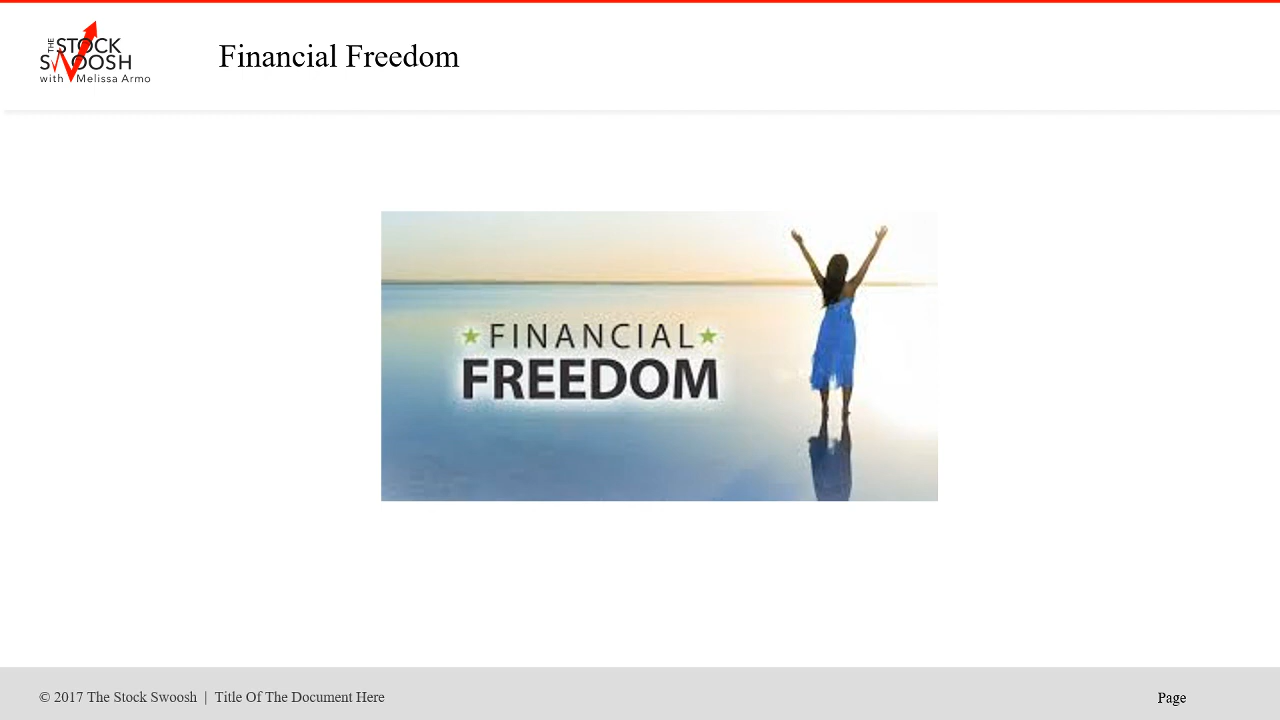 THE
STOCK
SWOOSH
with Melissa Armo
Financial Freedom
FINANCIAL
FREEDOM
© 2017 The Stock Swoosh | Title Of The Document Here
Page